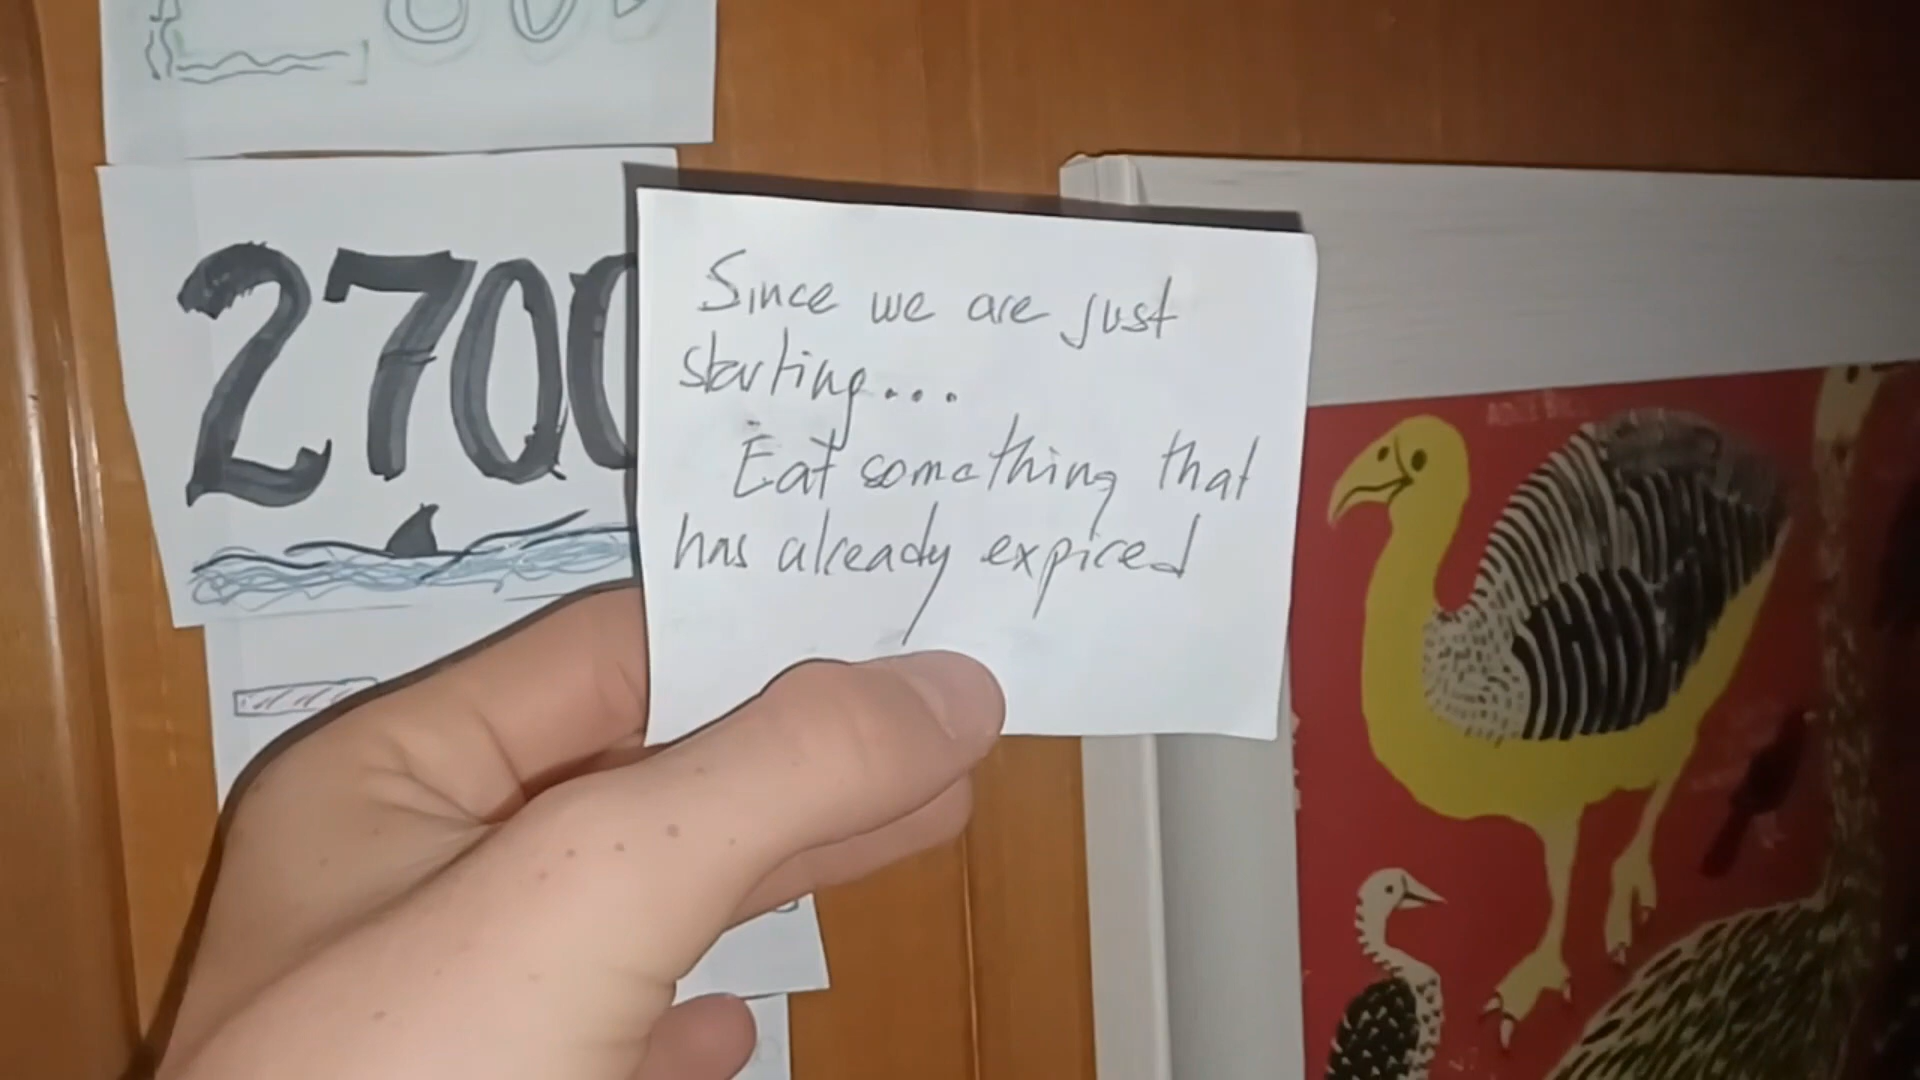 2700
Since we are just
starting...
Eat something that
has already expired